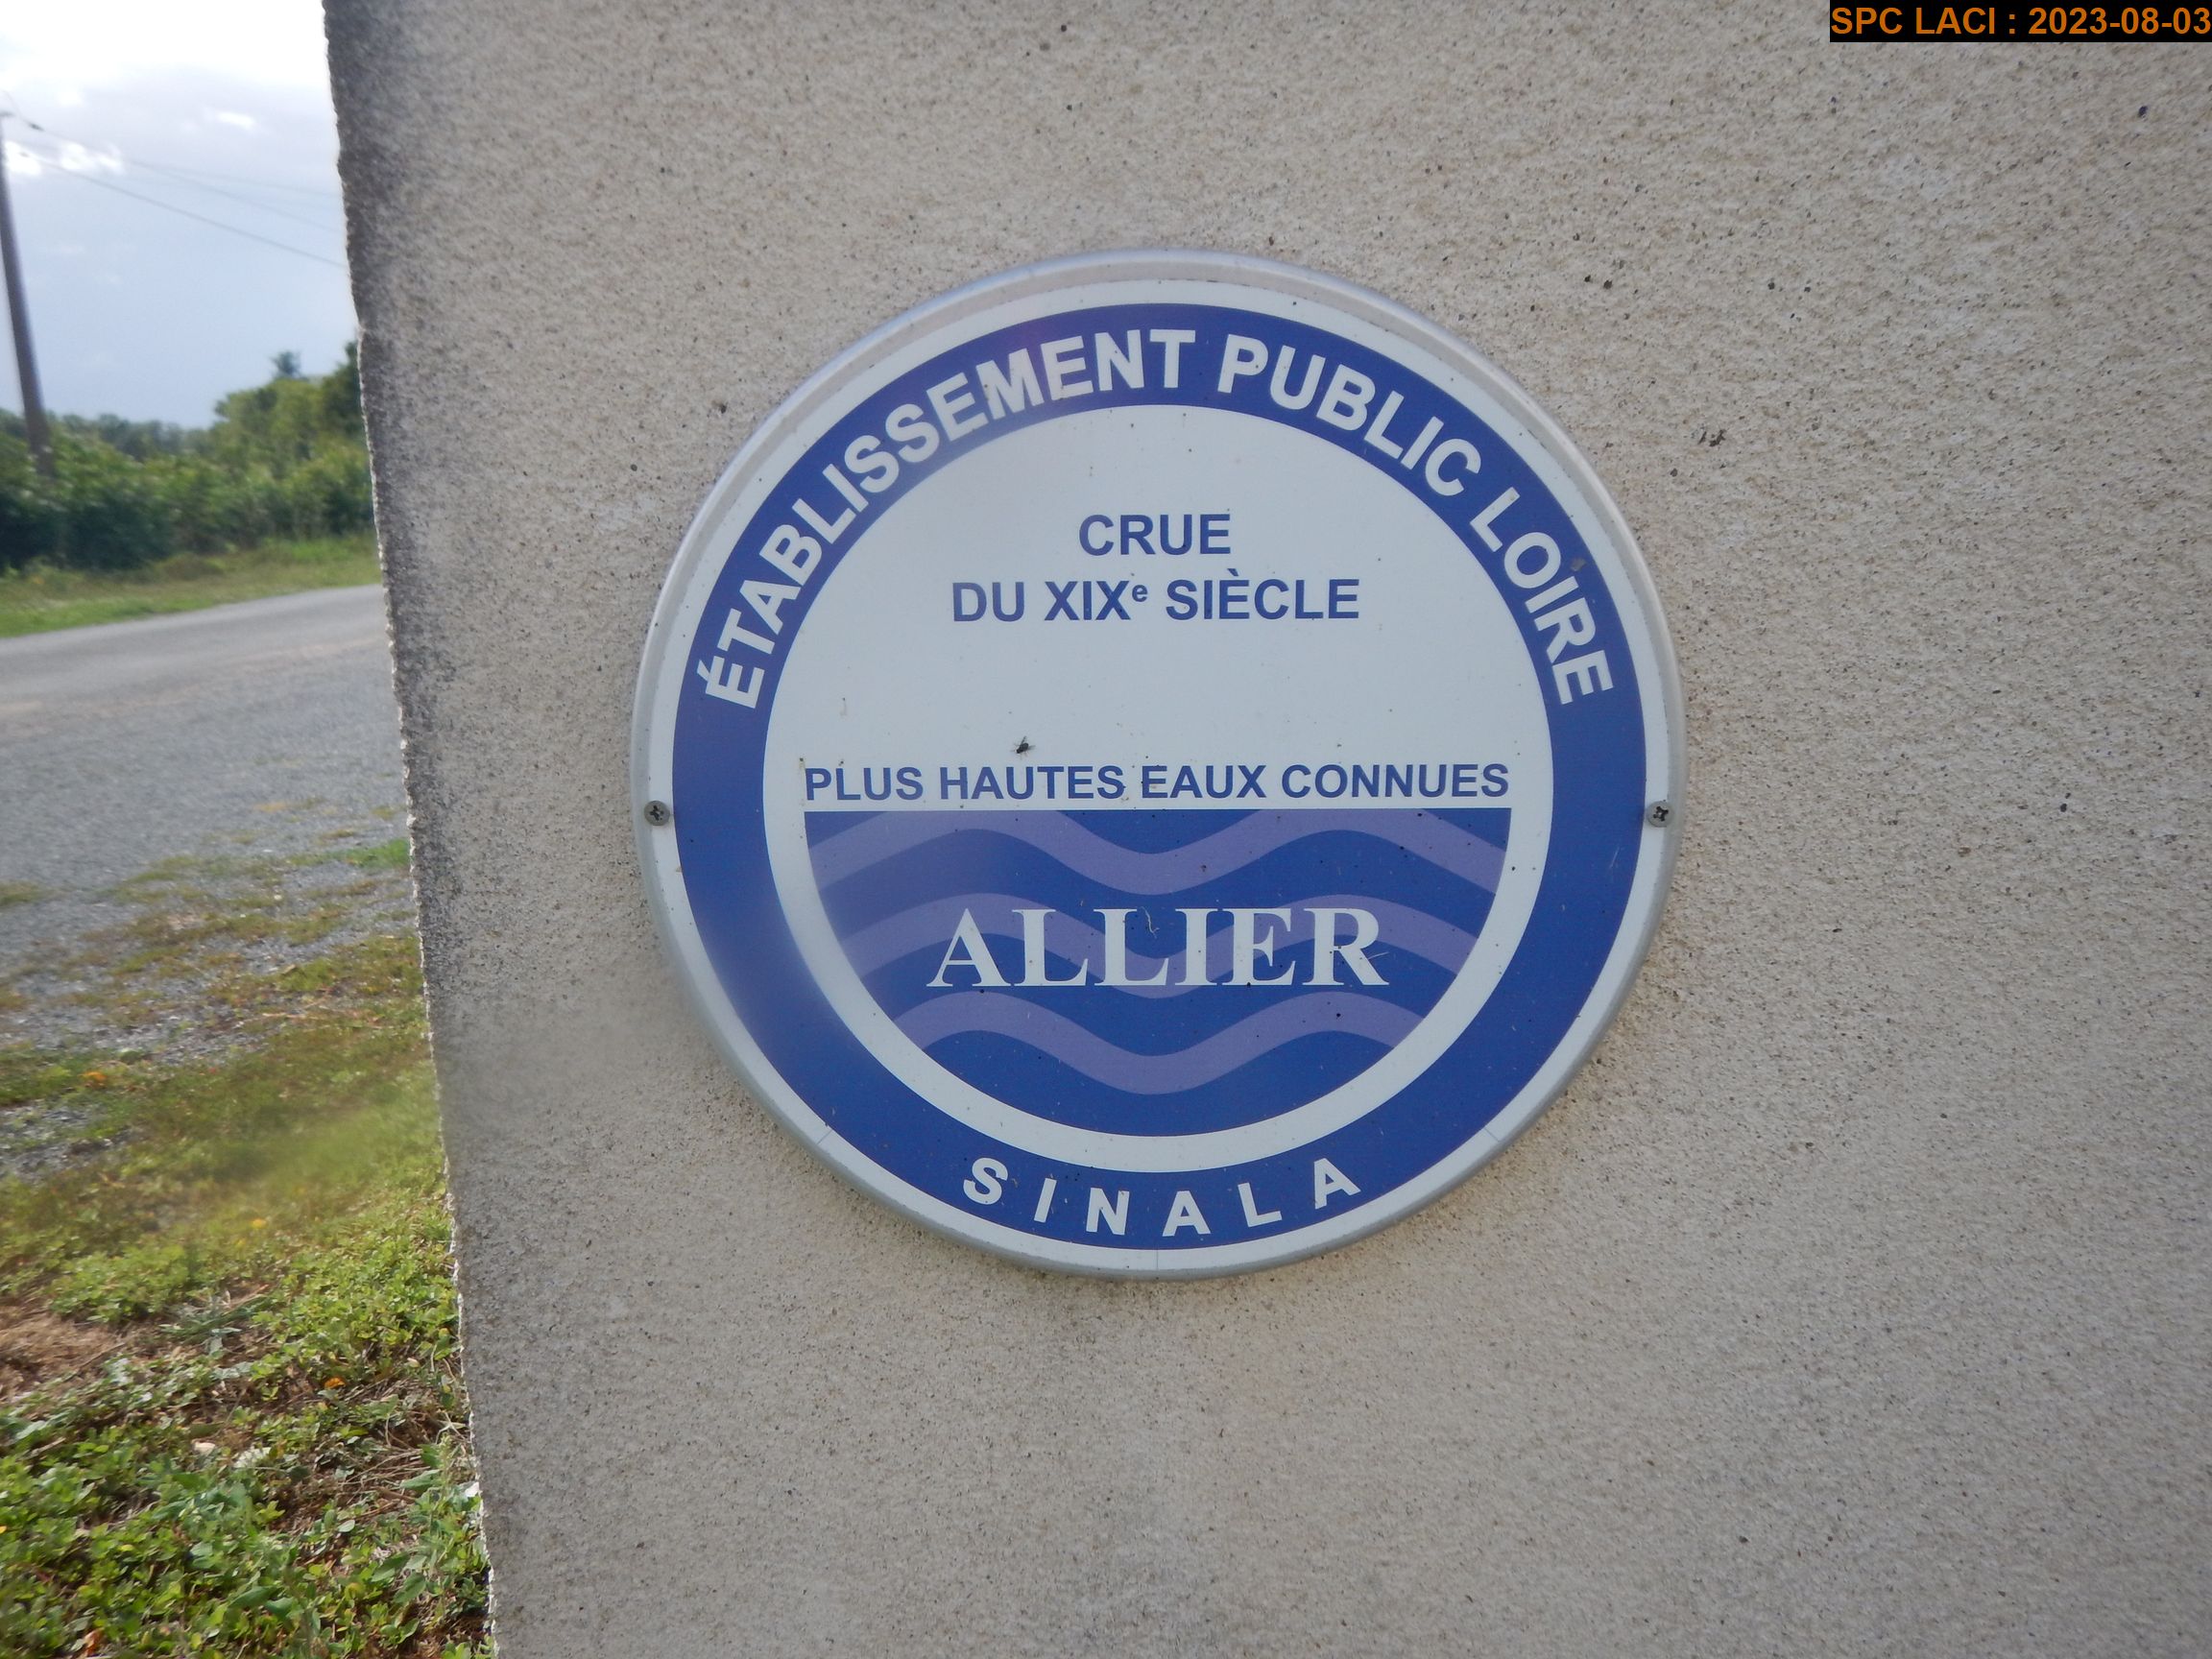 SPC LACI : 2023-08-03
ÉTABLISSEMENT PUBLIC LOIRE
CRUE
DU XIXe SIÈCLE
PLUS HAUTES EAUX CONNUES
ALLIER
SINALA